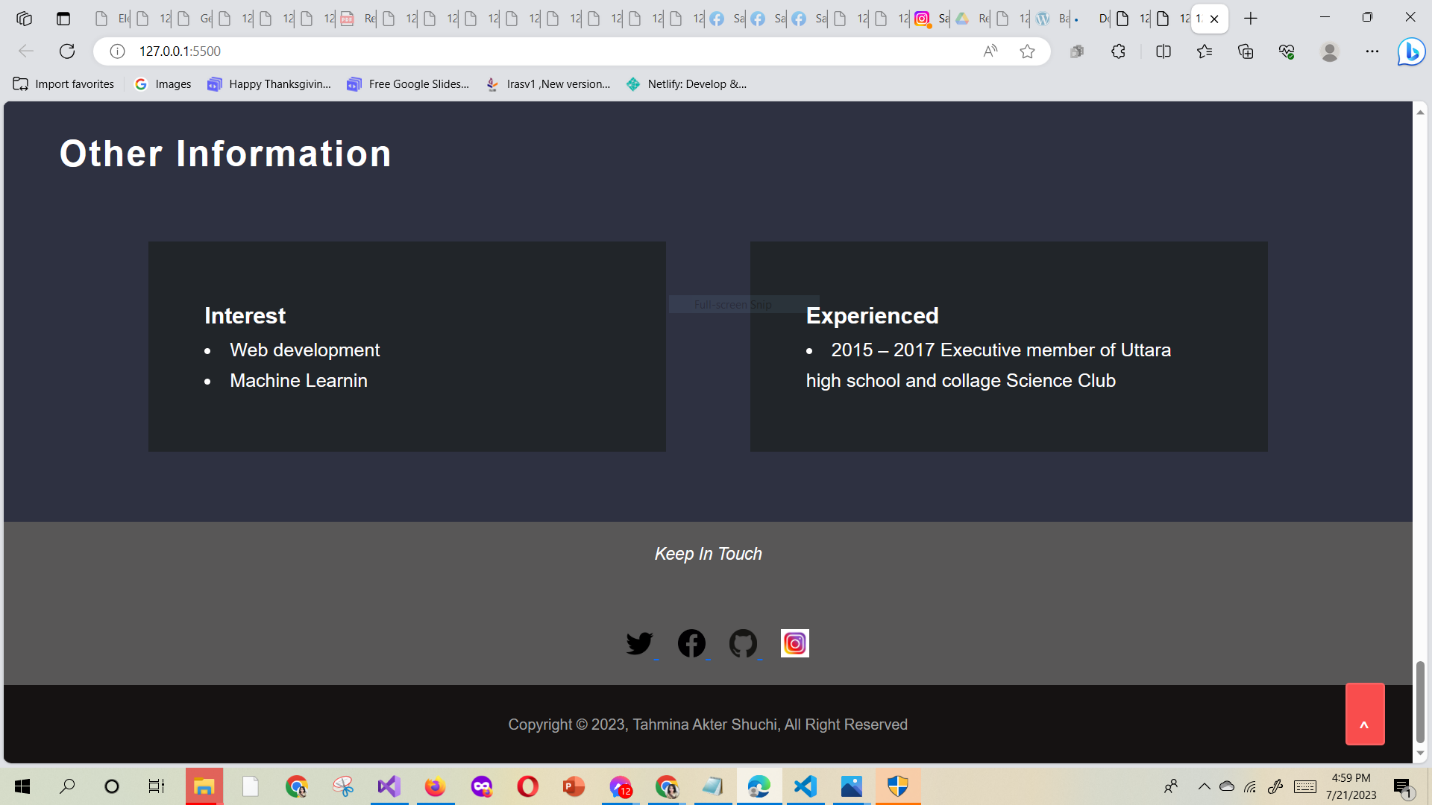 127.0.0.1:5500
Import favorites
Images
Happy Thanksgivin...
Free Google Slides...
Irasv1 ,New version...
Netlify: Develop &...
Other Information
Full-screen Snip
Interest
• Web development
• Machine Learnin
Experienced
• 2015 – 2017 Executive member of Uttara
high school and collage Science Club
Keep In Touch
Copyright © 2023, Tahmina Akter Shuchi, All Right Reserved
^
12
4:59 PM
7/21/2023
1